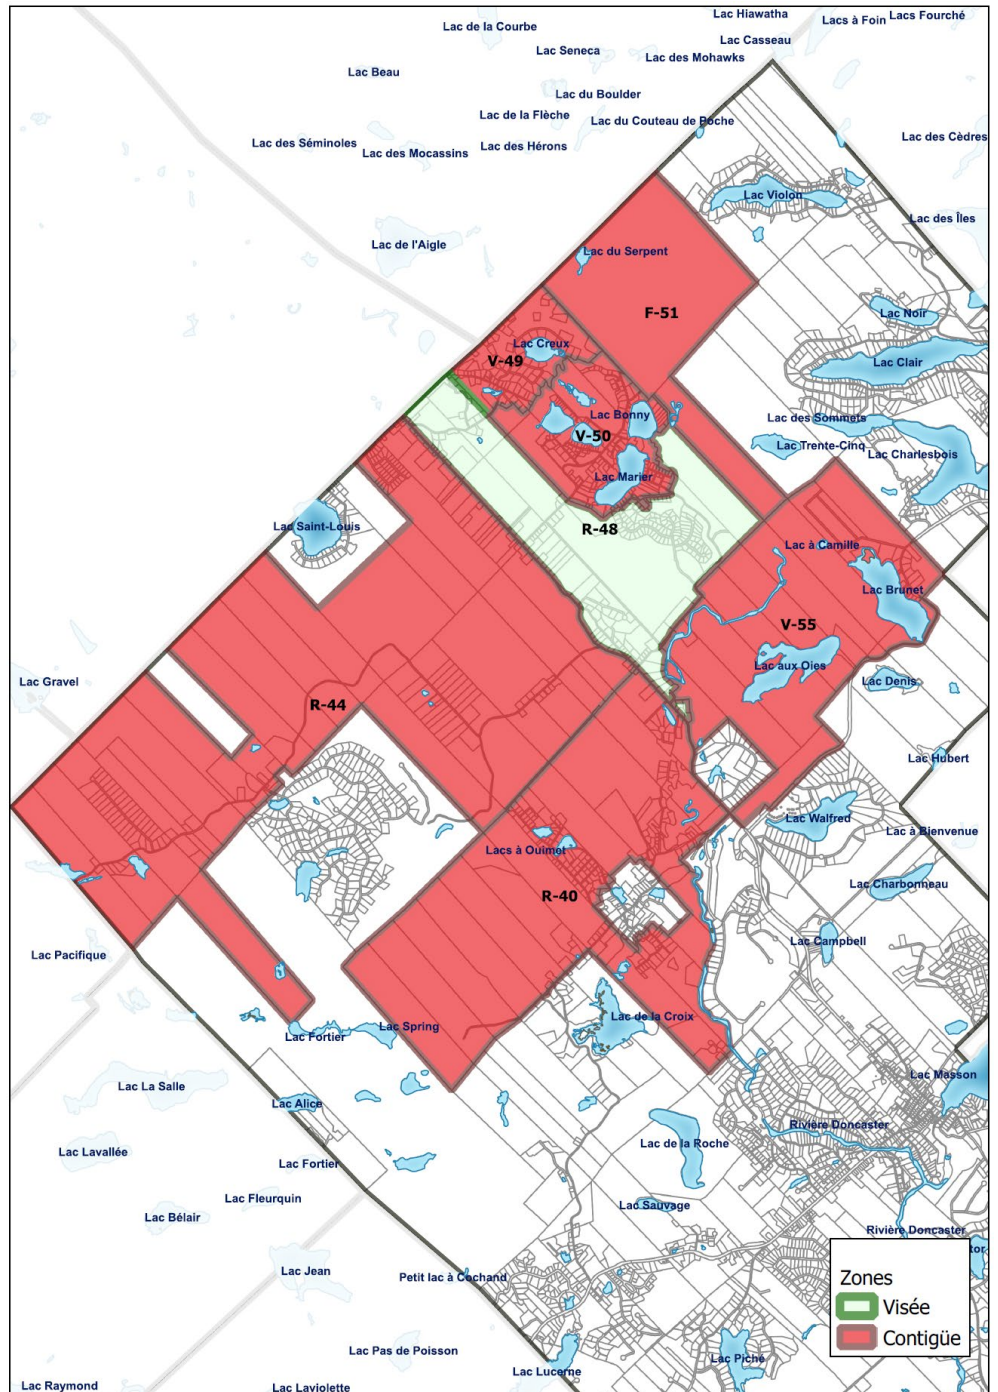 Lac Hiawatha
Lacs à Foin
Lacs Fourché
Lac de la Courbe
Lac Casseau
Lac Seneca
Lac des Mohawks
Lac Beau
Lac du Boulder
Lac de la Flèche
Lac du Couteau de Poche
Lac des Cèdres
Lac des Séminoles
Lac des Mocassins
Lac des Hérons
Lac Violon
Lac des Îles
Lac de l'Aigle
Lac du Serpent
F-51
Lac Noir
Lac Creux
V-49
Lac Clair
Lac Bonny
Lac des Sommets
V-50
Lac Trente-Cinq
Lac Charlesbois
Lac Marier
Lac Saint-Louis
R-48
Lac à Camille
Lac Brunet
V-55
Lac aux Oies
Lac Gravel
Lac Denis
R-44
Lac Hubert
Lac Walfred
Lac à Bienvenue
Lacs à Ouimet
R-40
Lac Charbonneau
Lac Campbell
Lac Pacifique
Lac de la Croix
Lac Spring
Lac Fortier
Lac Masson
Lac La Salle
Lac Alice
Rivière Doncaster
Lac de la Roche
Lac Lavallée
Lac Fortier
Lac Fleurquin
Lac Sauvage
Lac Bélair
Rivière Doncaster
tor
Lac Jean
Petit lac à Cochand
Zones
Visée
Contigüe
Lac Pas de Poisson
Lac Piché
Lac Lucerne
Lac Raymond
Lac Laviolette